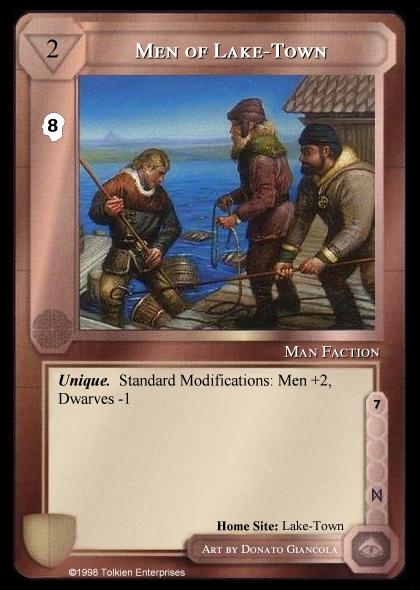 2
Men of Lake-Town
8
Man Faction
Unique. Standard Modifications: Men +2,
Dwarves -1
7
ᛞ
Home Site: Lake-Town
Art by Donato Giancola
©1998 Tolkien Enterprises